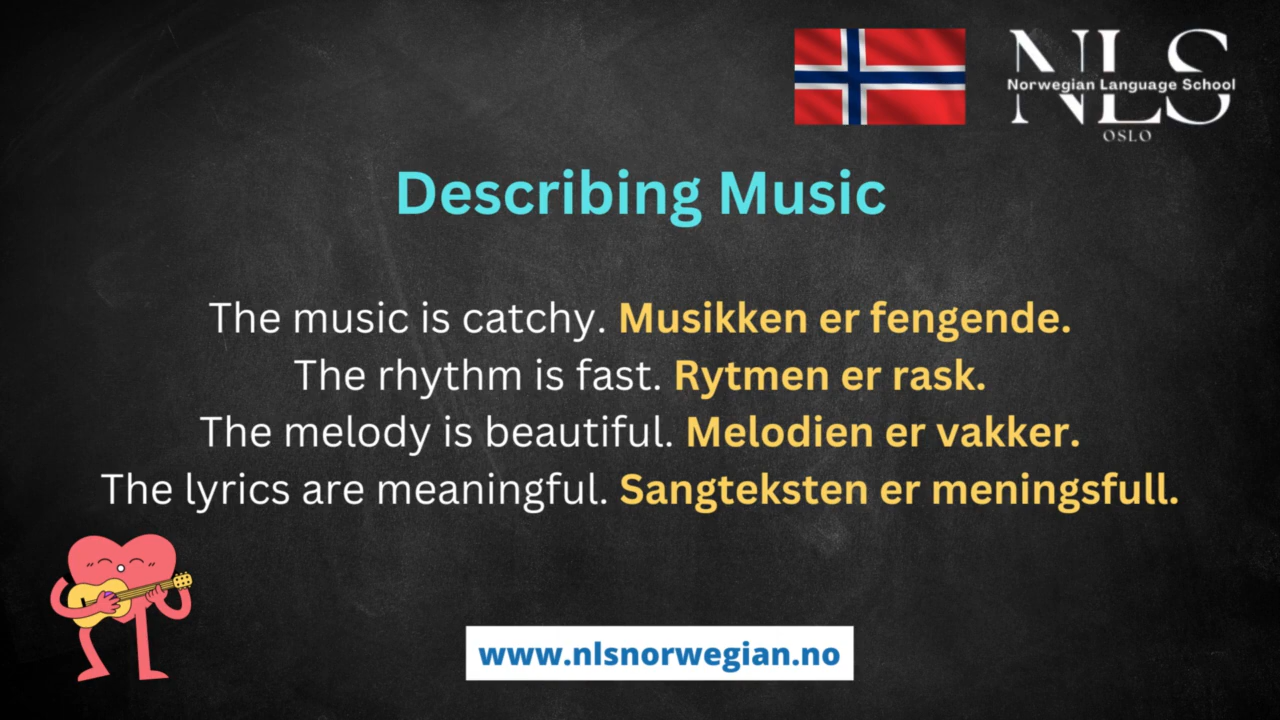 NLS
Norwegian Language School
OSLO
Describing Music
The music is catchy. Musikken er fengende.
The rhythm is fast. Rytmen er rask.
The melody is beautiful. Melodien er vakker.
The lyrics are meaningful. Sangteksten er meningsfull.
www.nlsnorwegian.no